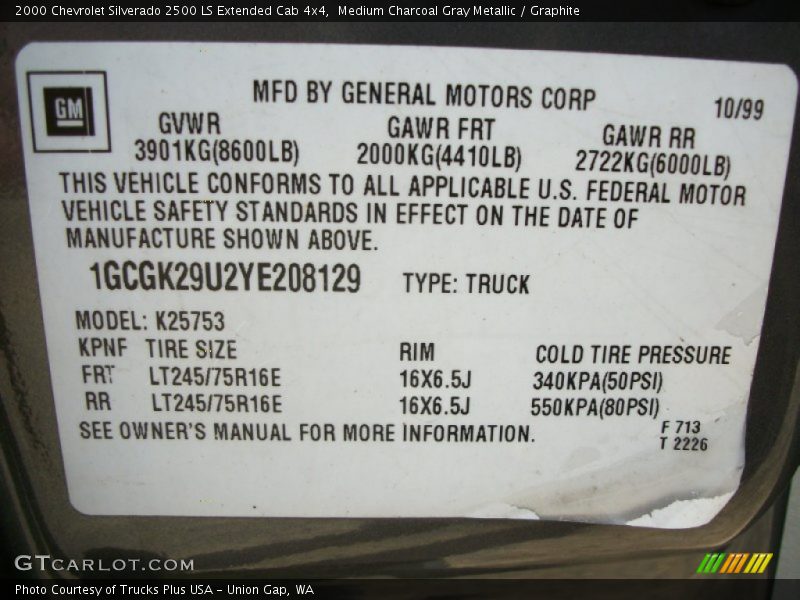 2000 Chevrolet Silverado 2500 LS Extended Cab 4x4,  Medium Charcoal Gray Metallic / Graphite
GM
MFD BY GENERAL MOTORS CORP
10/99
GVWR GAWR FRT GAWR RR
3901KG(8600LB) 2000KG(4410LB) 2722KG(6000LB)
THIS VEHICLE CONFORMS TO ALL APPLICABLE U.S. FEDERAL MOTOR
VEHICLE SAFETY STANDARDS IN EFFECT ON THE DATE OF
MANUFACTURE SHOWN ABOVE.
1GCGK29U2YE208129 TYPE: TRUCK
MODEL: K25753
KPNF TIRE SIZE RIM COLD TIRE PRESSURE
FRT LT245/75R16E 16X6.5J 340KPA(50PSI)
RR LT245/75R16E 16X6.5J 550KPA(80PSI)
SEE OWNER'S MANUAL FOR MORE INFORMATION.
F 713
T 2226
GTCARLOT.COM
Photo Courtesy of Trucks Plus USA - Union Gap, WA